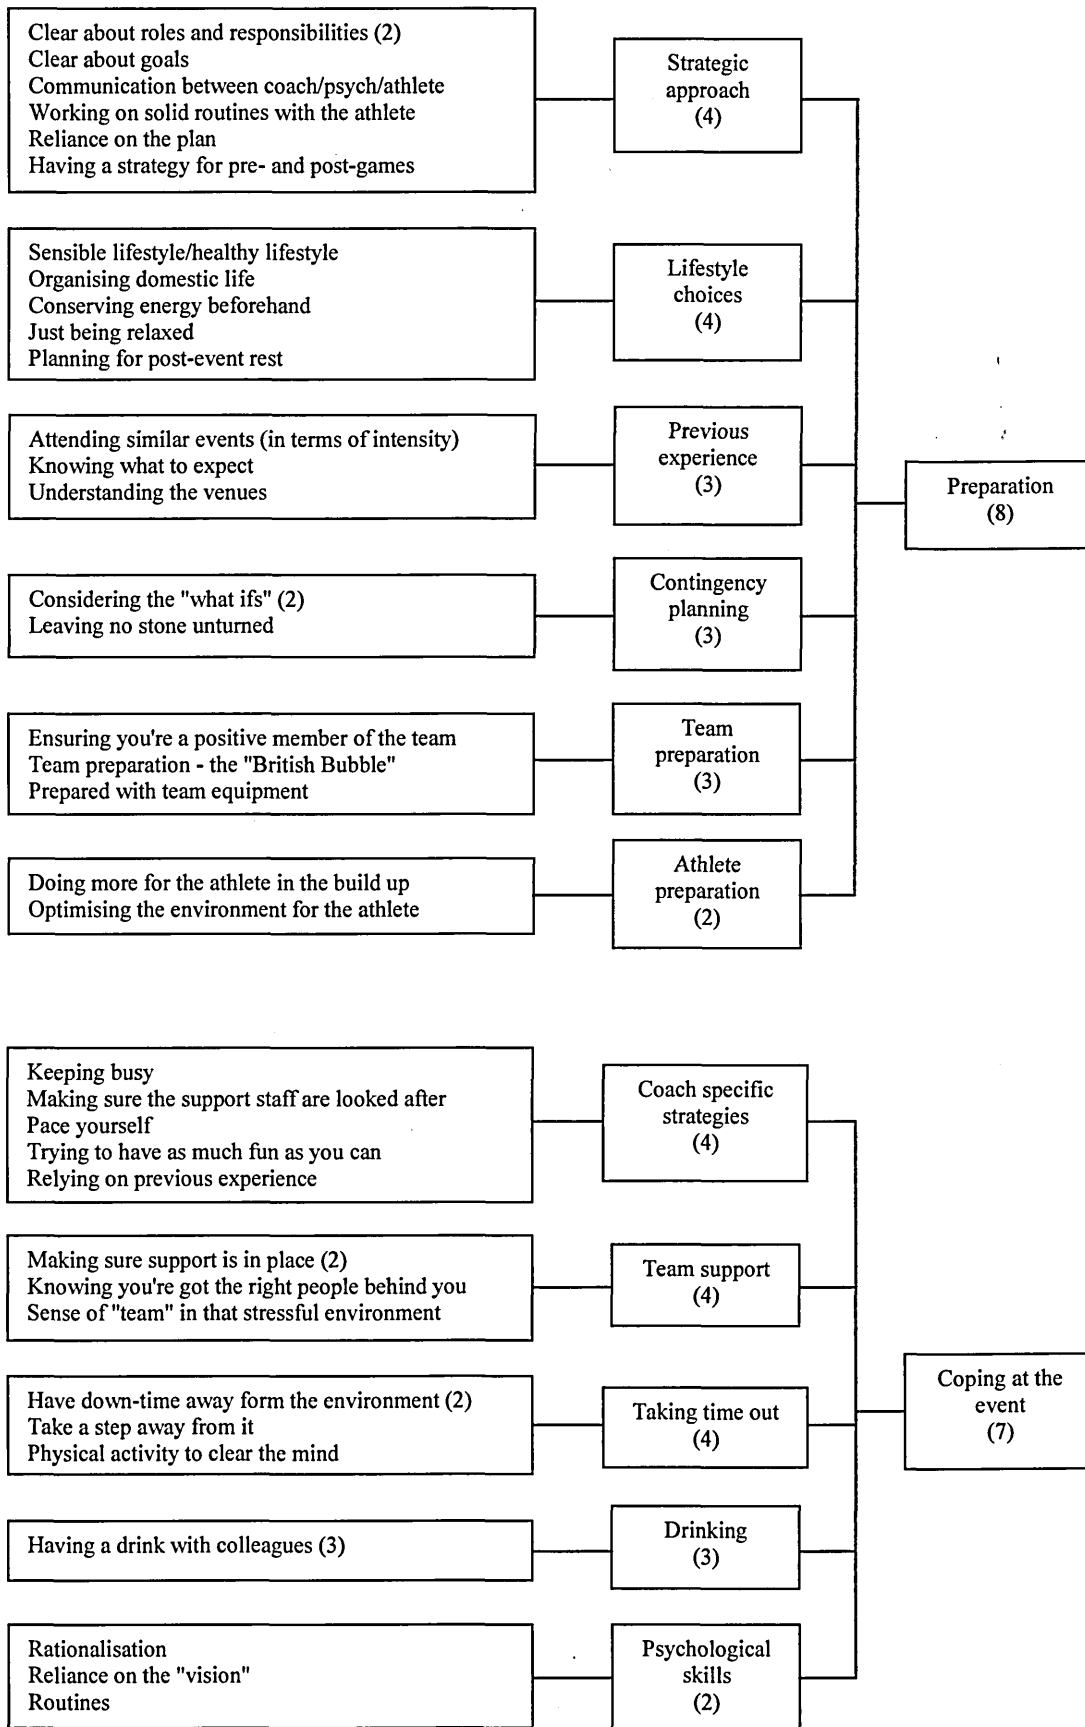 Clear about roles and responsibilities (2)
Clear about goals
Communication between coach/psych/athlete
Working on solid routines with the athlete
Reliance on the plan
Having a strategy for pre- and post-games
Strategic
approach
(4)
Sensible lifestyle/healthy lifestyle
Organising domestic life
Conserving energy beforehand
Just being relaxed
Planning for post-event rest
Lifestyle
choices
(4)
Attending similar events (in terms of intensity)
Knowing what to expect
Understanding the venues
Previous
experience
(3)
Preparation
(8)
Considering the "what ifs" (2)
Leaving no stone unturned
Contingency
planning
(3)
Ensuring you're a positive member of the team
Team preparation - the "British Bubble"
Prepared with team equipment
Team
preparation
(3)
Doing more for the athlete in the build up
Optimising the environment for the athlete
Athlete
preparation
(2)
Keeping busy
Making sure the support staff are looked after
Pace yourself
Trying to have as much fun as you can
Relying on previous experience
Coach specific
strategies
(4)
Making sure support is in place (2)
Knowing you're got the right people behind you
Sense of "team" in that stressful environment
Team support
(4)
Have down-time away form the environment (2)
Take a step away from it
Physical activity to clear the mind
Taking time out
(4)
Coping at the
event
(7)
Having a drink with colleagues (3)
Drinking
(3)
Rationalisation
Reliance on the "vision"
Routines
Psychological
skills
(2)